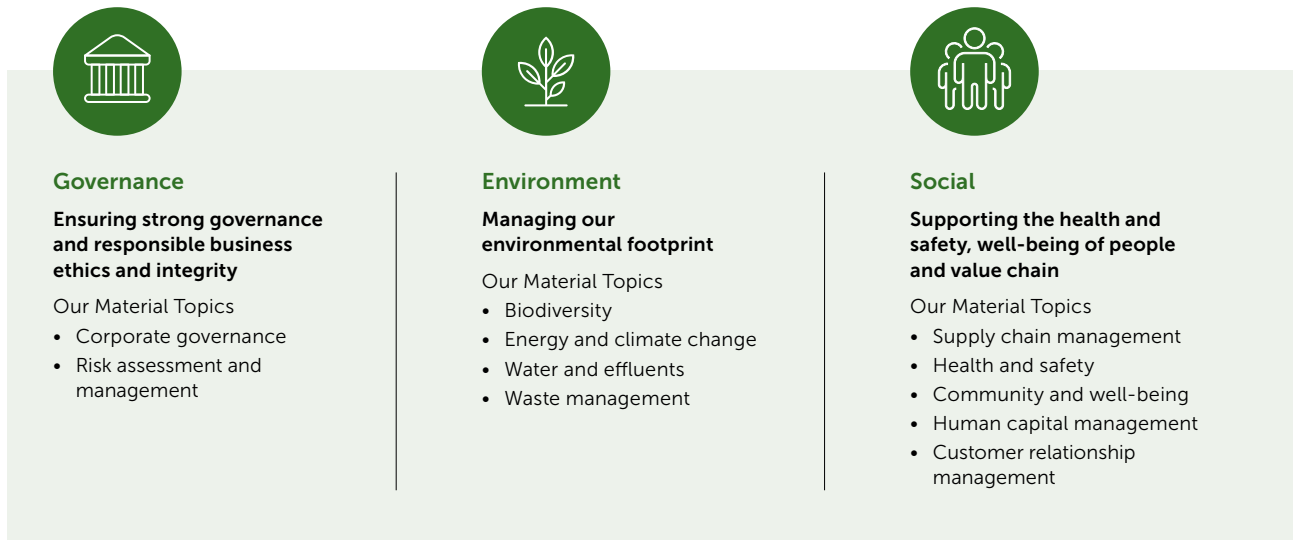 Governance
Ensuring strong governance
and responsible business
ethics and integrity
Our Material Topics
• Corporate governance
• Risk assessment and
management
Environment
Managing our
environmental footprint
Our Material Topics
• Biodiversity
• Energy and climate change
• Water and effluents
• Waste management
Social
Supporting the health and
safety, well-being of people
and value chain
Our Material Topics
• Supply chain management
• Health and safety
• Community and well-being
• Human capital management
• Customer relationship
management